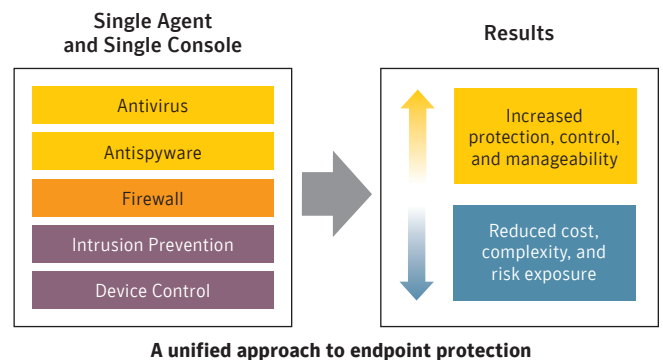 Single Agent
and Single Console
Antivirus
Antispyware
Firewall
Intrusion Prevention
Device Control
Results
Increased
protection, control,
and manageability
Reduced cost,
complexity, and
risk exposure
A unified approach to endpoint protection